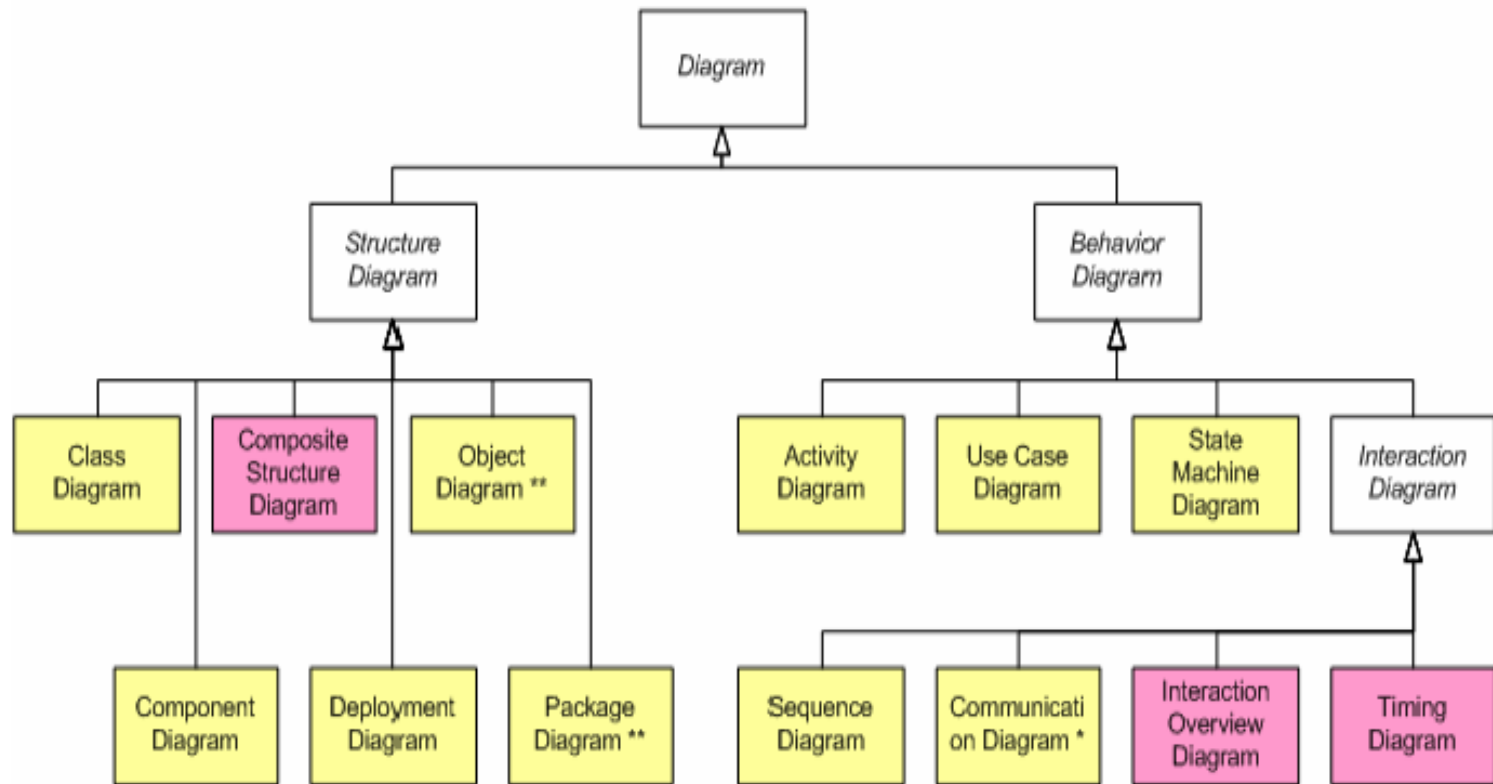 Diagram
Structure
Diagram
Behavior
Diagram
Class
Diagram
Composite
Structure
Diagram
Object
Diagram **
Activity
Diagram
Use Case
Diagram
State
Machine
Diagram
Interaction
Diagram
Component
Diagram
Deployment
Diagram
Package
Diagram **
Sequence
Diagram
Communicati
on Diagram *
Interaction
Overview
Diagram
Timing
Diagram